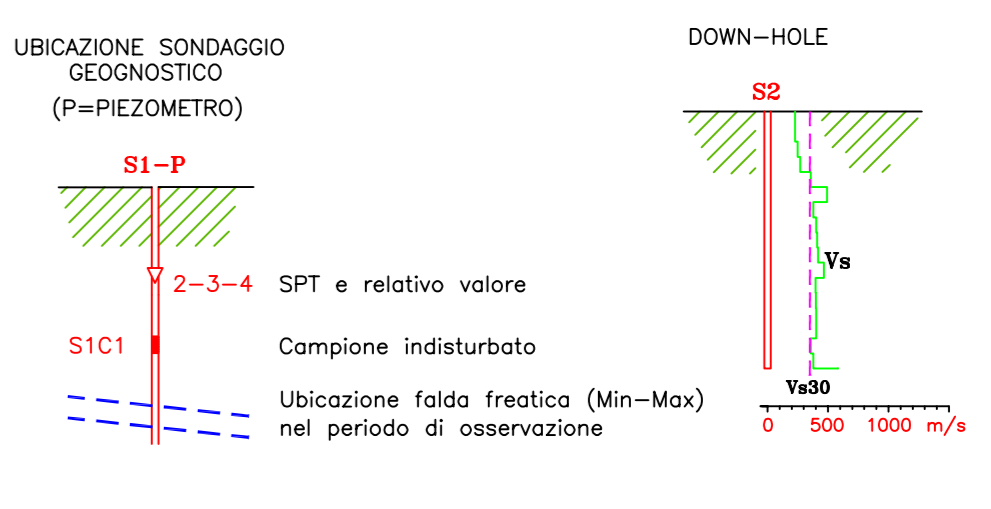 UBICAZIONE SONDAGGIO
GEOGNOSTICO
(P=PIEZOMETRO)
S1-P
2-3-4 SPT e relativo valore
S1C1 Campione indisturbato
Ubicazione falda freatica (Min-Max)
nel periodo di osservazione
DOWN-HOLE
S2
Vs
Vs30
0 500 1000 m/s